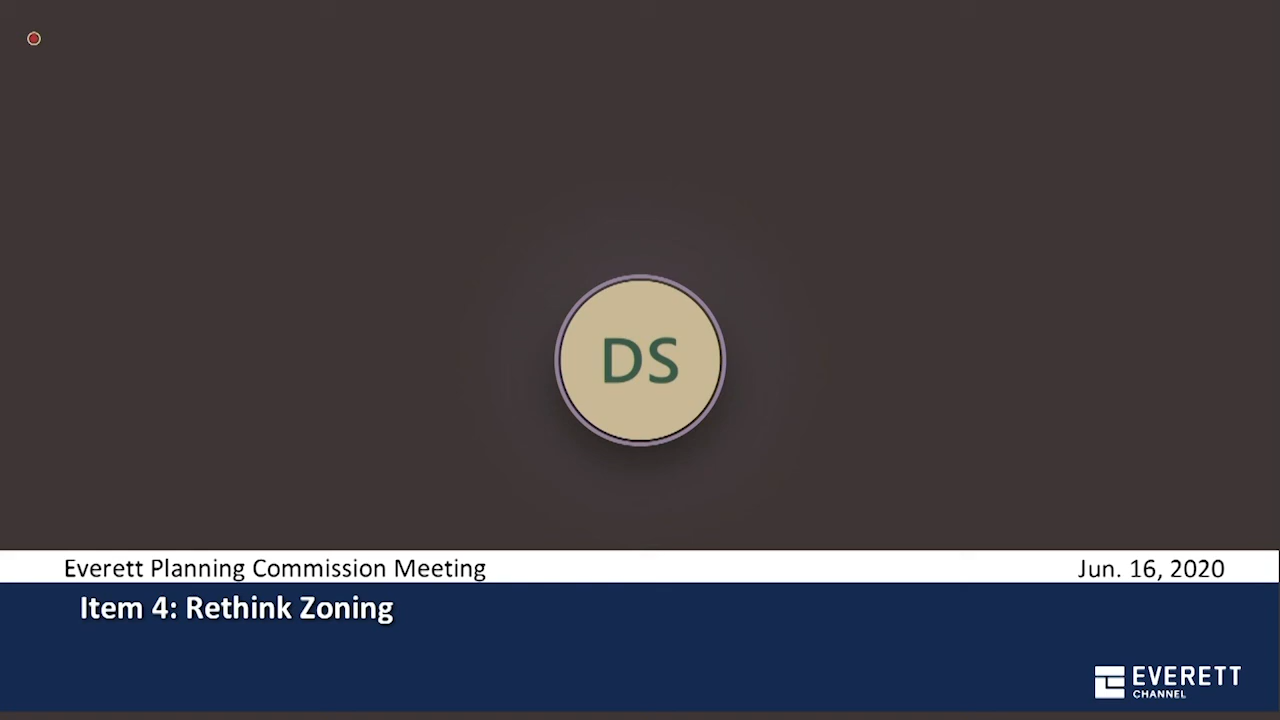 DS
Everett Planning Commission Meeting
Jun. 16, 2020
Item 4: Rethink Zoning
EVERETT
CHANNEL